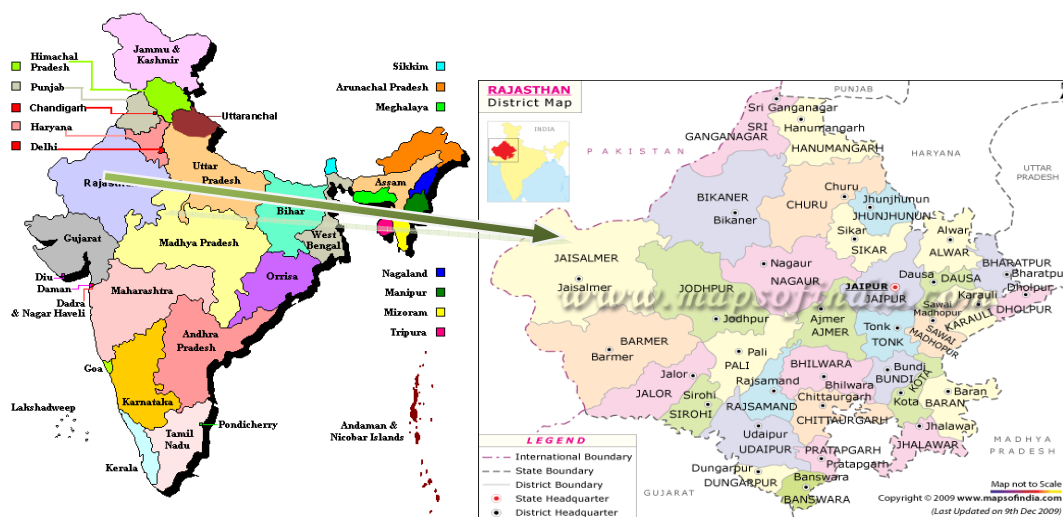 Jammu &
Kashmir
Himachal
Pradesh
Punjab
Chandigarh
Haryana
Delhi
Uttaranchal
Sikkim
Arunachal Pradesh
Meghalaya
Uttar
Pradesh
Assam
Bihar
West
Bengal
Gujarat
Madhya Pradesh
Orrisa
Diu
Daman
Dadra
& Nagar Haveli
Maharashtra
Nagaland
Manipur
Mizeram
Tripura
Andhra
Pradesh
Goa
Karnataka
Lakshadweep
Pondicherry
Andaman &
Nicobar Islands
Tamil
Nadu
Kerala
RAJASTHAN
District Map
INDIA
PAKISTAN
PUNJAB
HARYANA
UTTAR
PRADESH
Sri Ganganagar
SRI
GANGANAGAR
Hanumangarh
HANUMANGARH
BIKANER
Bikaner
Churu
CHURU
Jhunjhunun
JHUNJHUNUN
Sikar
SIKAR
Alwar
ALWAR
JAISALMER
Jaisalmer
Nagaur
NAGAUR
JODHPUR
Jodhpur
JAIPUR
JAIPUR
Dausa
DAUSA
BHARATPUR
Bharatpur
Dholpur
DHOLPUR
Karauli
KARAULI
Sawai
Madhopur
SAWAI
MADHOPUR
www.mapsofindia.com
Ajmer
AJMER
Tonk
TONK
BARMER
Barmer
Pali
PALI
Jalor
JALOR
Sirohi
SIROHI
Rajsamand
RAJSAMAND
BHILWARA
Bhilwara
Bundi
BUNDI
KOTA
Kota
Baran
BARAN
Chittaurgarh
CHITTAURGARH
Jhalawar
JHALAWAR
Udaipur
UDAIPUR
PRATAPGARH
Pratapgarh
Dungarpur
DUNGARPUR
Banswara
BANSWARA
GUJARAT
MADHYA
PRADESH
LEGEND
International Boundary
State Boundary
District Boundary
State Headquarter
District Headquarter
Map not to Scale
Copyright © 2009 www.mapsofindia.com
(Last Updated on 9th Dec 2009)